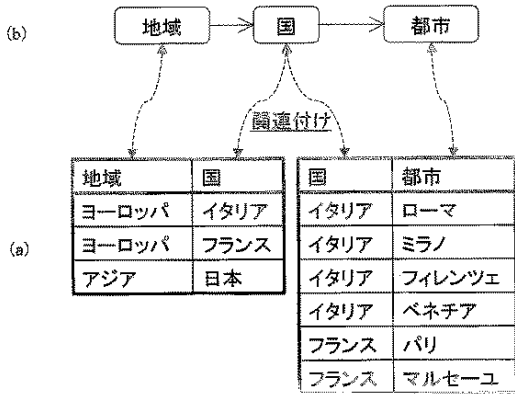 (b)
地域 国 都市
関連付け
(a)
地域 国
ヨーロッパ イタリア
ヨーロッパ フランス
アジア 日本
国 都市
イタリア ローマ
イタリア ミラノ
イタリア フィレンツェ
イタリア ベネチア
フランス パリ
フランス マルセーユ